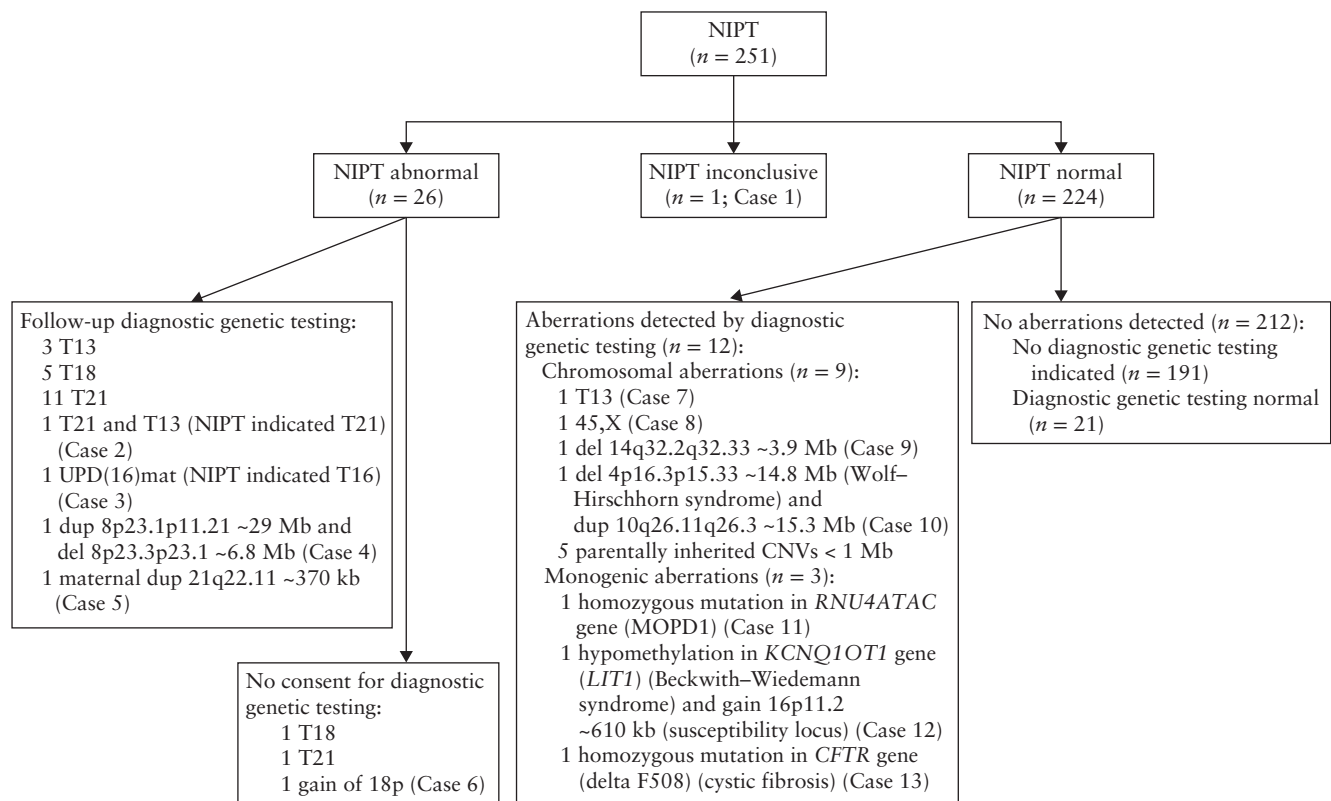 NIPT
(n = 251)
NIPT abnormal
(n = 26)
NIPT inconclusive
(n = 1; Case 1)
NIPT normal
(n = 224)
Follow-up diagnostic genetic testing:
3 T13
5 T18
11 T21
1 T21 and T13 (NIPT indicated T21)
(Case 2)
1 UPD(16)mat (NIPT indicated T16)
(Case 3)
1 dup 8p23.1p11.21 ~29 Mb and
del 8p23.3p23.1 ~6.8 Mb (Case 4)
1 maternal dup 21q22.11 ~370 kb
(Case 5)
No consent for diagnostic
genetic testing:
1 T18
1 T21
1 gain of 18p (Case 6)
Aberrations detected by diagnostic
genetic testing (n = 12):
Chromosomal aberrations (n = 9):
1 T13 (Case 7)
1 45,X (Case 8)
1 del 14q32.2q32.33 ~3.9 Mb (Case 9)
1 del 4p16.3p15.33 ~14.8 Mb (Wolf–
Hirschhorn syndrome) and
dup 10q26.11q26.3 ~15.3 Mb (Case 10)
5 parentally inherited CNVs < 1 Mb
Monogenic aberrations (n = 3):
1 homozygous mutation in RNU4ATAC
gene (MOPD1) (Case 11)
1 hypomethylation in KCNQ1OT1 gene
(LIT1) (Beckwith–Wiedemann
syndrome) and gain 16p11.2
~610 kb (susceptibility locus) (Case 12)
1 homozygous mutation in CFTR gene
(delta F508) (cystic fibrosis) (Case 13)
No aberrations detected (n = 212):
No diagnostic genetic testing
indicated (n = 191)
Diagnostic genetic testing normal
(n = 21)